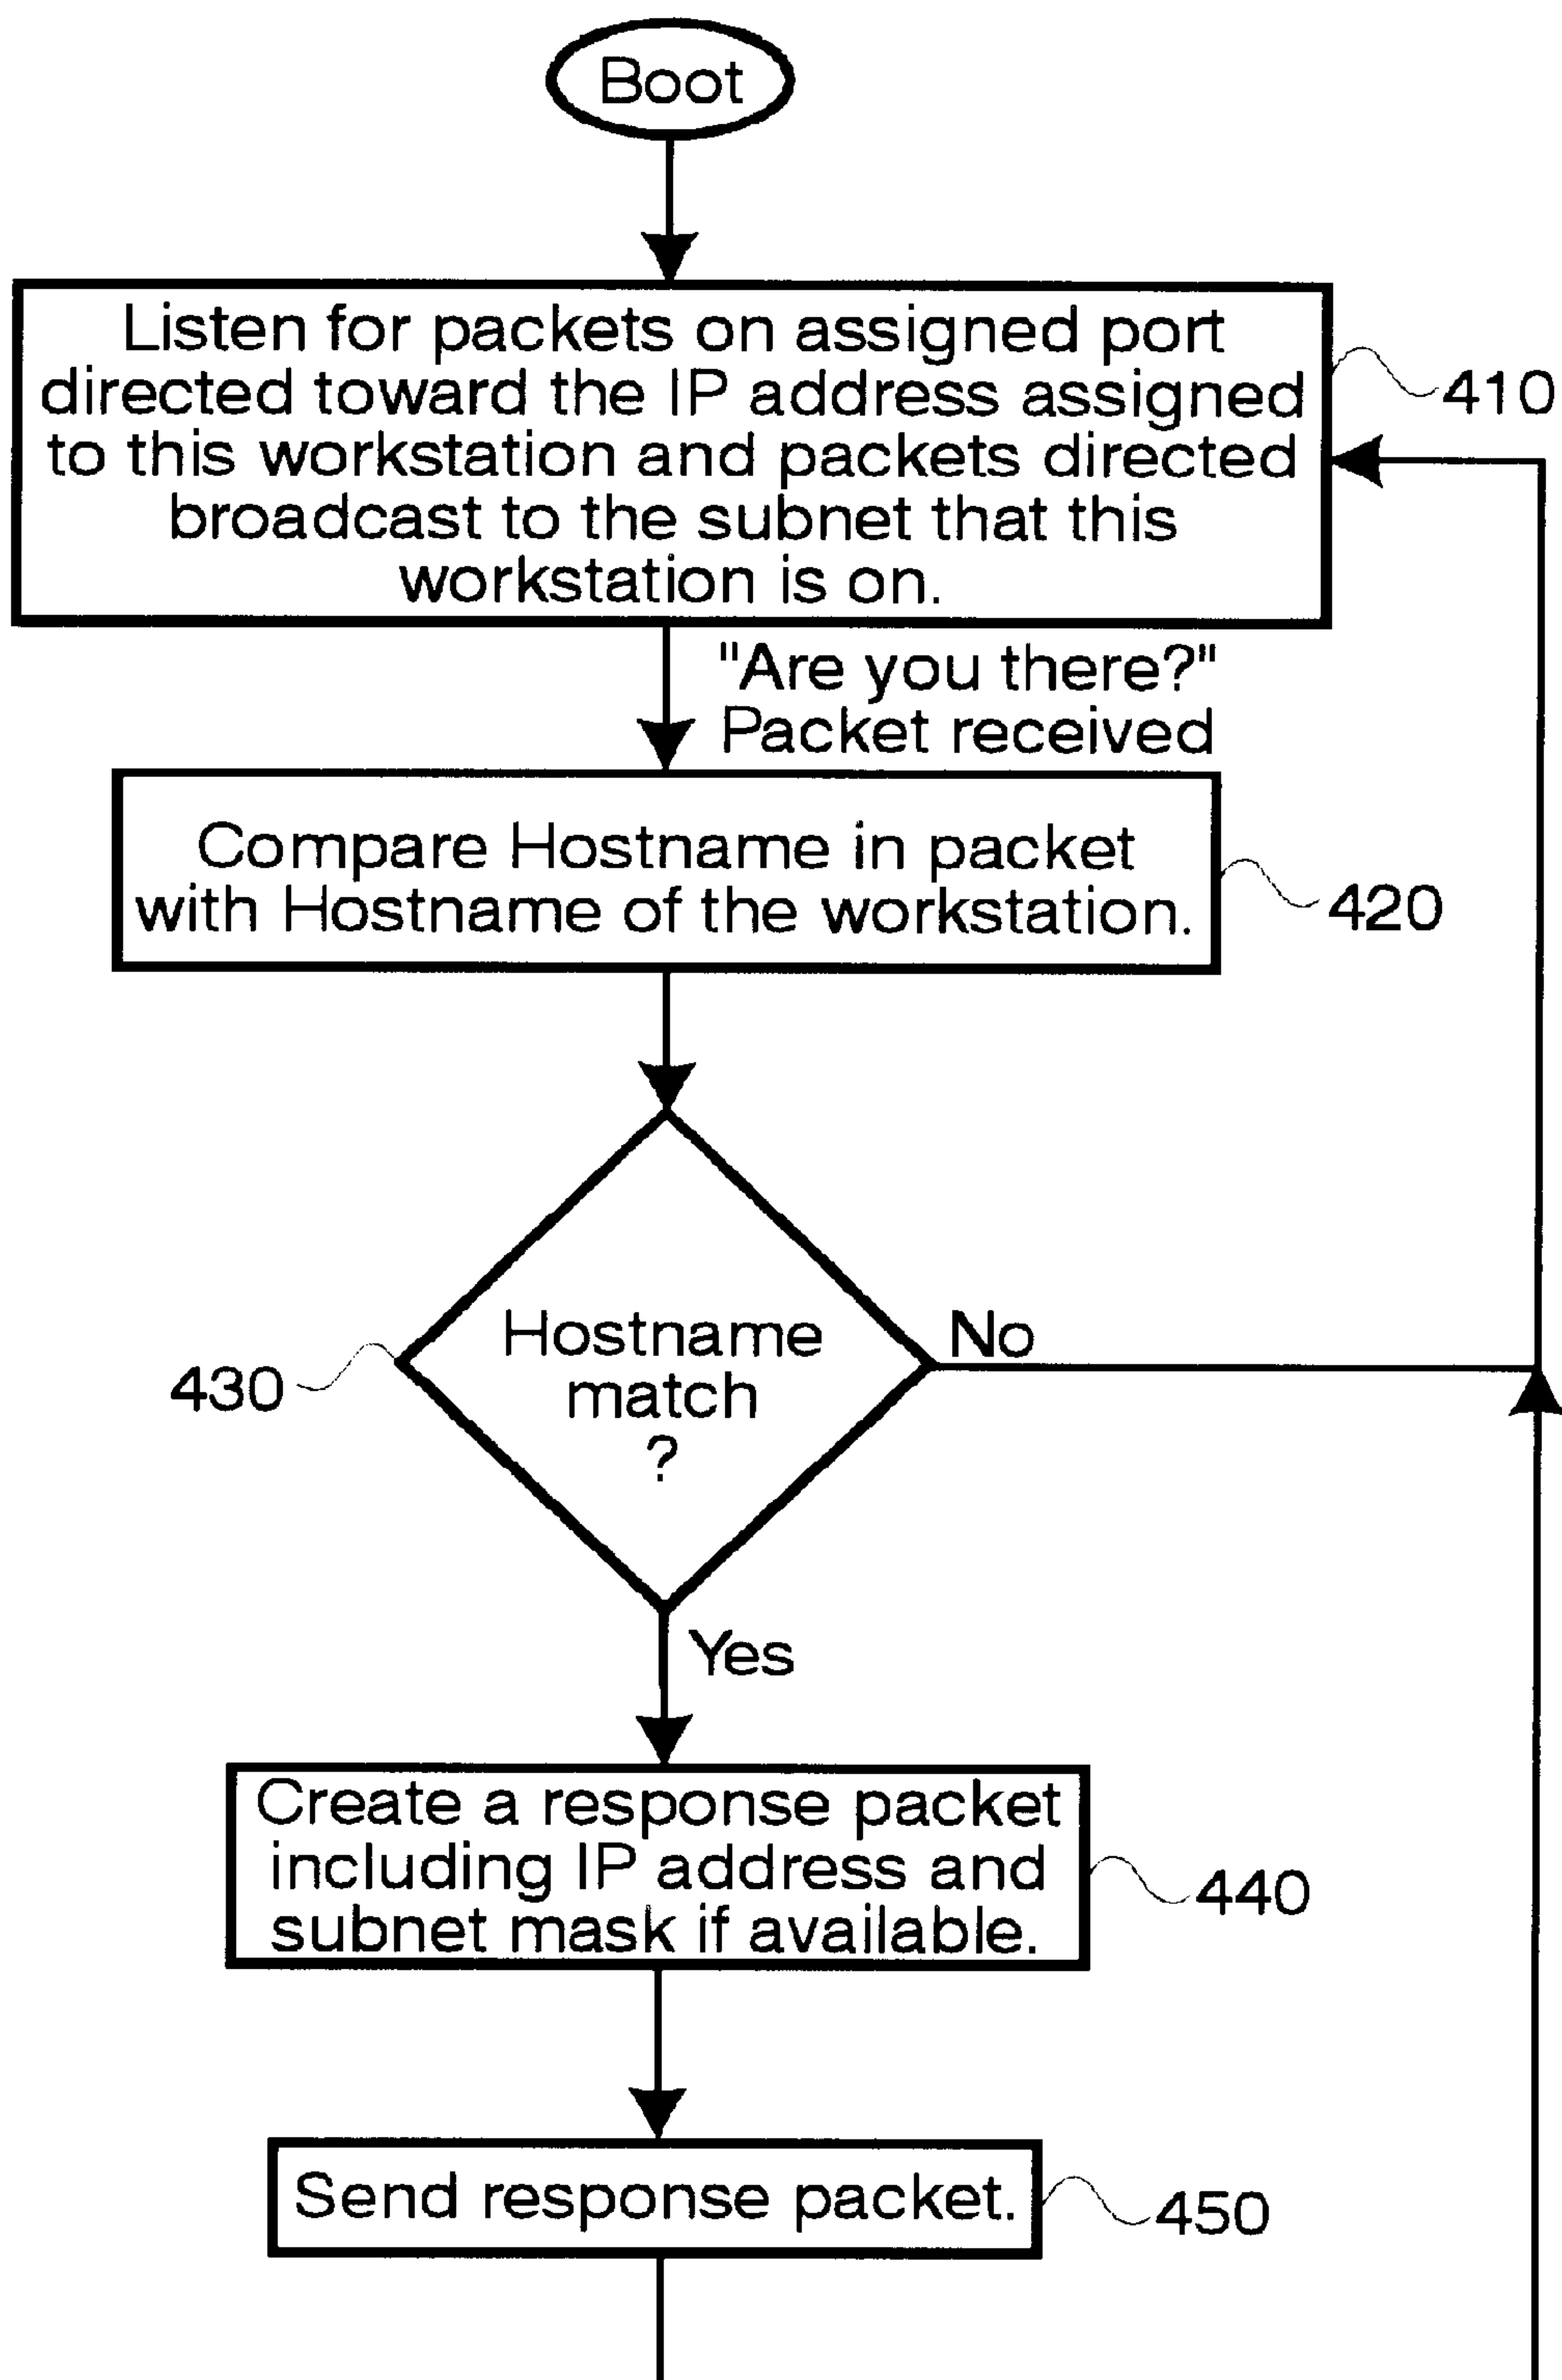 Boot
Listen for packets on assigned port
directed toward the IP address assigned
to this workstation and packets directed
broadcast to the subnet that this
workstation is on.
410
"Are you there?"
Packet received
Compare Hostname in packet
with Hostname of the workstation.
420
Hostname
match
?
No
430
Yes
Create a response packet
including IP address and
subnet mask if available.
440
Send response packet.
450